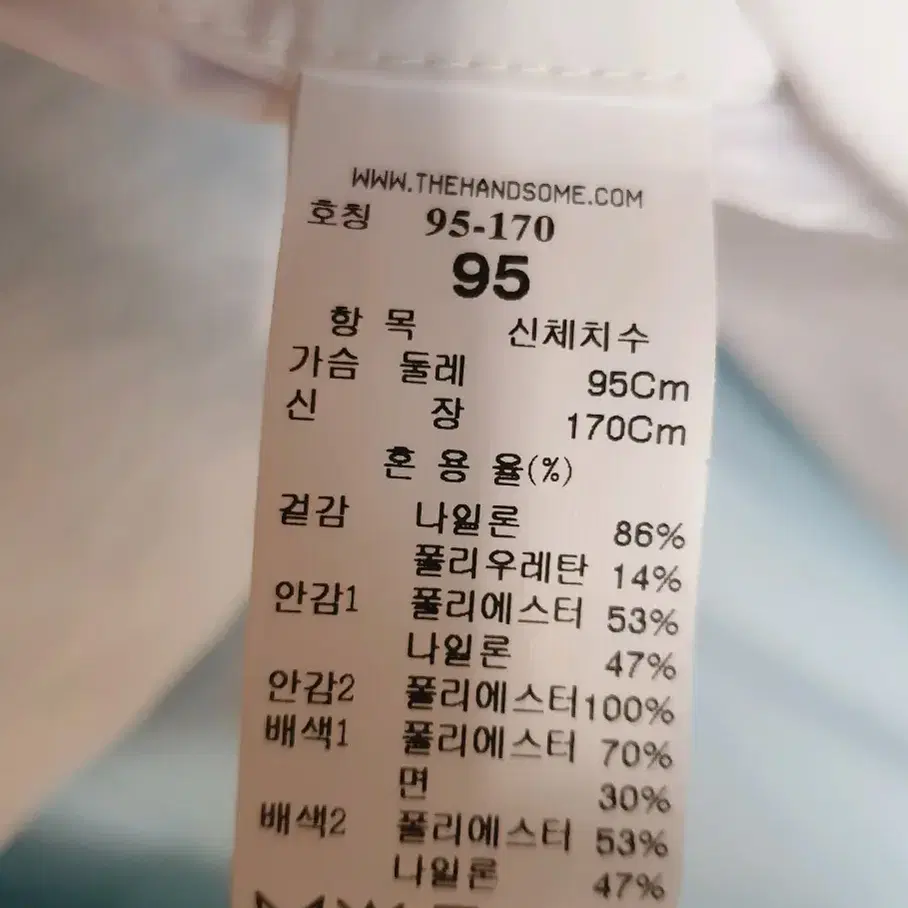 WWW.THEHANDSOME.COM
호칭 95-170
95
항 목 신체치수
가슴 둘레 95Cm
신 장 170Cm
혼 용 율(%)
겉감 나일론 86%
폴리우레탄 14%
안감1 폴리에스터 53%
나일론 47%
안감2 폴리에스터100%
배색1 폴리에스터 70%
면 30%
배색2 폴리에스터 53%
나일론 47%